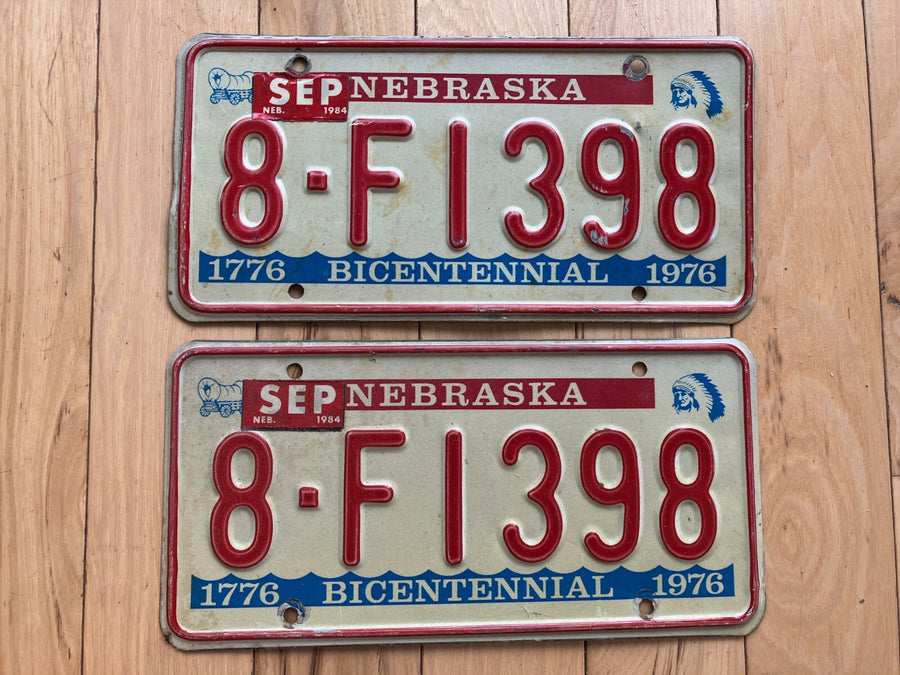 SEP NEBRASKA
NEB. 1984
8·F1398
1776 BICENTENNIAL 1976
SEP NEBRASKA
NEB. 1984
8·F1398
1776 BICENTENNIAL 1976